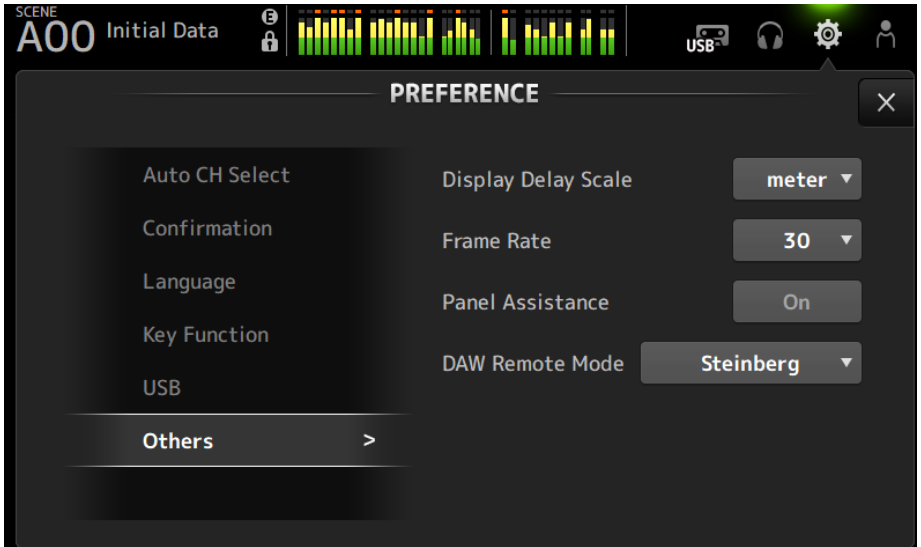 SCENE
A00 Initial Data
E
USB
PREFERENCE
Auto CH Select
Confirmation
Language
Key Function
USB
Others >
Display Delay Scale meter
Frame Rate 30
Panel Assistance On
DAW Remote Mode Steinberg